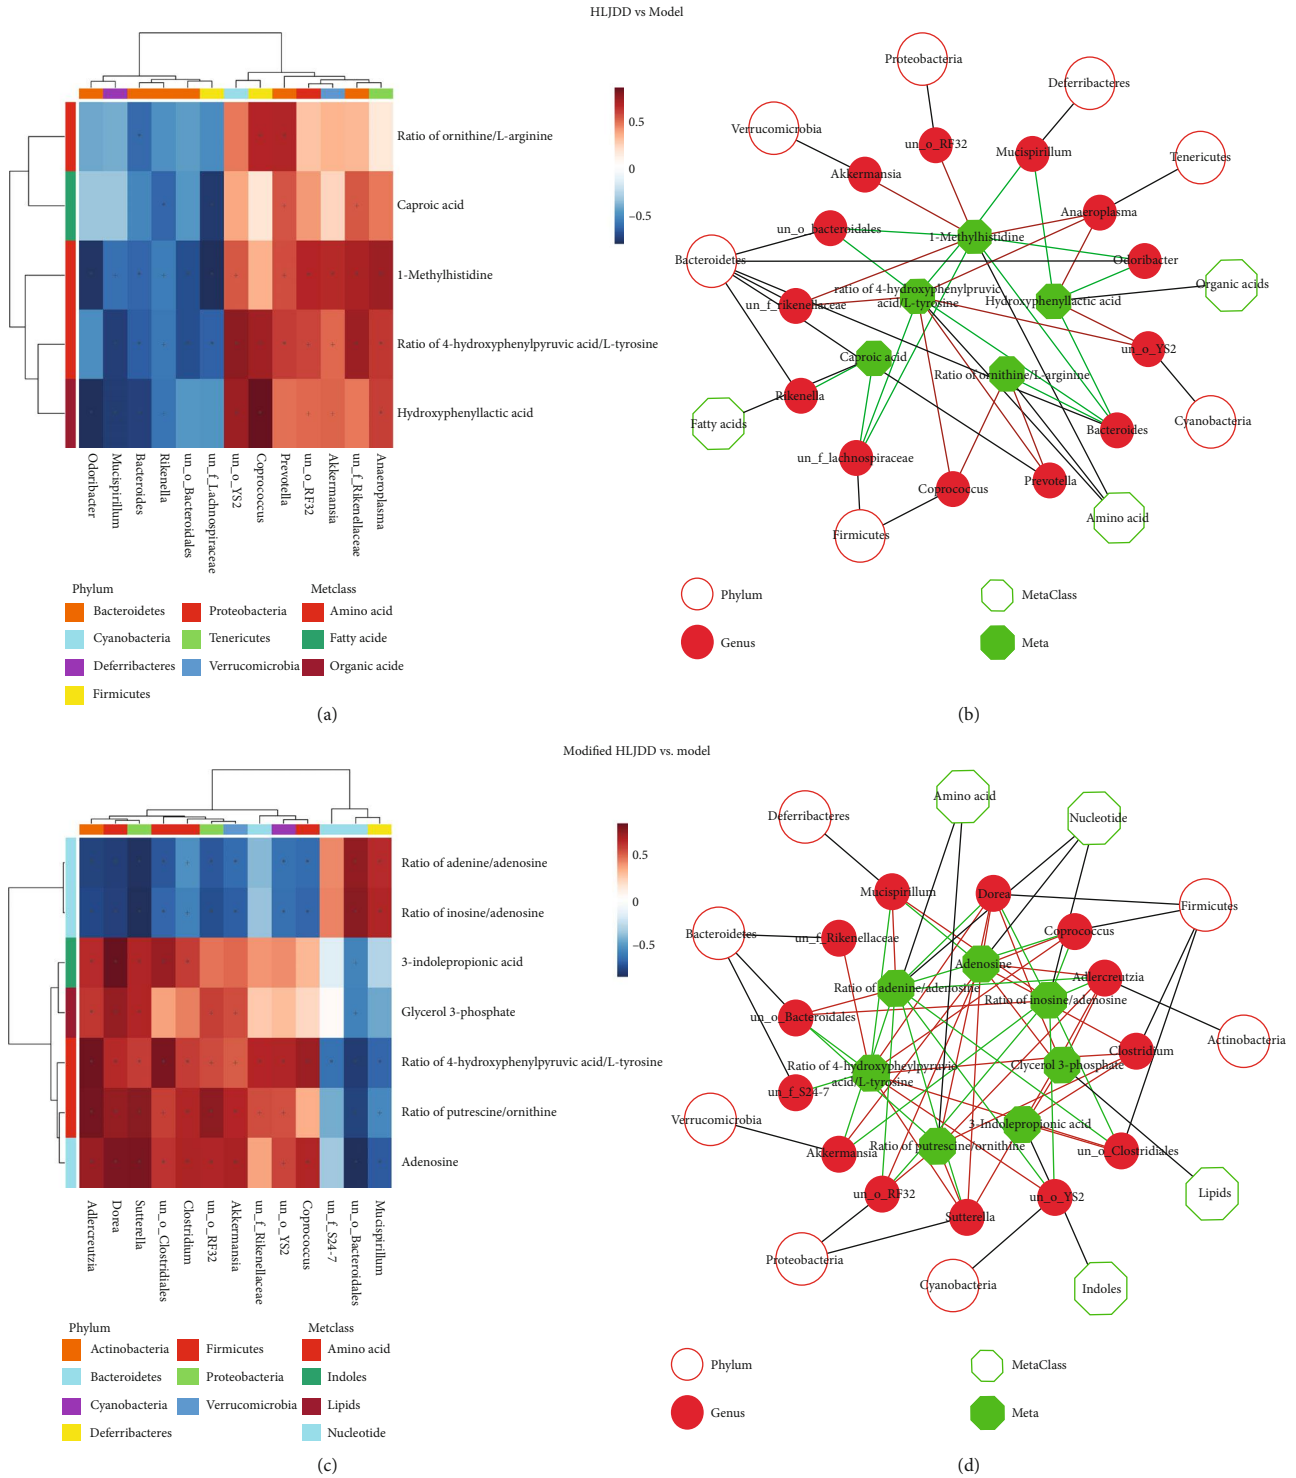 HLJDD vs Model
Ratio of ornithine/L-arginine
Caproic acid
1-Methylhistidine
Ratio of 4-hydroxyphenylpyruvic acid/L-tyrosine
Hydroxyphenyllactic acid
Odoribacter
Mucispirillum
Bacteroides
Rikenella
un_o_Bacteroidales
un_f_Lachnospiraceae
un_o_YS2
Coprococcus
Prevotella
un_o_RF32
Akkermansia
un_f_Rikenellaceae
Anaeroplasma
0.5
0
−0.5
Phylum
Bacteroidetes
Cyanobacteria
Deferribacteres
Firmicutes
Proteobacteria
Tenericutes
Verrucomicrobia
Metclass
Amino acid
Fatty acide
Organic acide
(a)
Proteobacteria
Deferribacteres
Verrucomicrobia
un_o_RF32
Mucispirillum
Tenericutes
Akkermansia
Anaeroplasma
un_o_bacteroidales
1-Methylhistidine
Bacteroidetes
Odoribacter
Organic acids
ratio of 4-hydroxyphenylpruvic
acid/L-tyrosine
Hydroxyphenyllactic acid
un_f_rikenellaceae
un_o_YS2
Caproic acid
Ratio of ornithine/L-arginine
Rikenella
Fatty acids
Cyanobacteria
Bacteroides
un_f_lachnospiraceae
Prevotella
Coprococcus
Amino acid
Firmicutes
Phylum
MetaClass
Genus
Meta
(b)
Modified HLJDD vs. model
Ratio of adenine/adenosine
Ratio of inosine/adenosine
3-indolepropionic acid
Glycerol 3-phosphate
Ratio of 4-hydroxyphenylpyruvic acid/L-tyrosine
Ratio of putrescine/ornithine
Adenosine
Adlercreutzia
Dorea
Sutterella
un_o_Clostridiales
Clostridium
un_o_RF32
Akkermansia
un_f_Rikenellaceae
un_o_YS2
Coprococcus
un_f_S24-7
un_o_Bacteroidales
Mucispirillum
0.5
0
−0.5
Phylum
Actinobacteria
Bacteroidetes
Cyanobacteria
Deferribacteres
Firmicutes
Proteobacteria
Verrucomicrobia
Metclass
Amino acid
Indoles
Lipids
Nucleotide
(c)
Amino acid
Deferribacteres
Nucleotide
Mucispirillum
Dorea
Firmicutes
Bacteroidetes
un_f_Rikenellaceae
Coprococcus
Adenosine
Adlercreutzia
Ratio of adenine/adenosine
Ratio of inosine/adenosine
un_o_Bacteroidales
Actinobacteria
Clostridium
Ratio of 4-hydroxypheylpyruvic
acid/L-tyrosine
Glycerol 3-phosphate
un_f_S24-7
Verrucomicrobia
3-Indolepropionic acid
Akkermansia
Ratio of putrescine/ornithine
un_o_Clostridiales
un_o_RF32
un_o_YS2
Lipids
Sutterella
Proteobacteria
Cyanobacteria
Indoles
Phylum
MetaClass
Genus
Meta
(d)